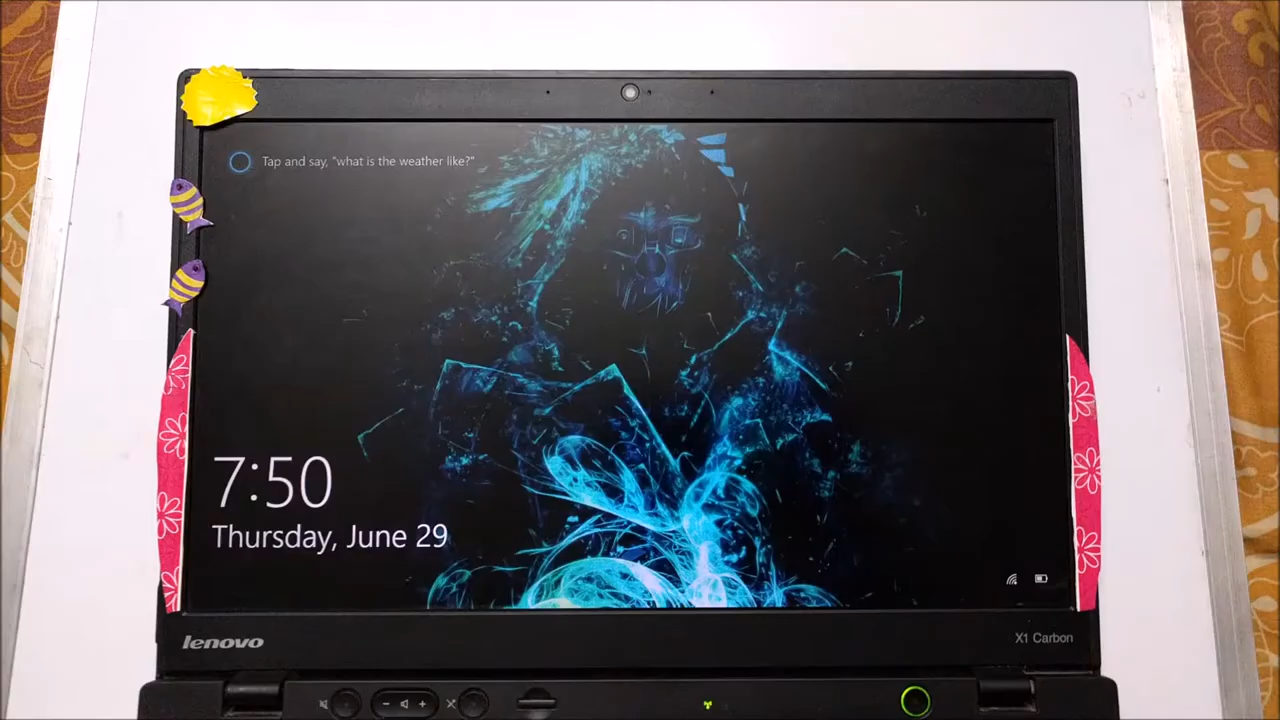 Tap and say, "what is the weather like?"
7:50
Thursday, June 29
lenovo
X1 Carbon